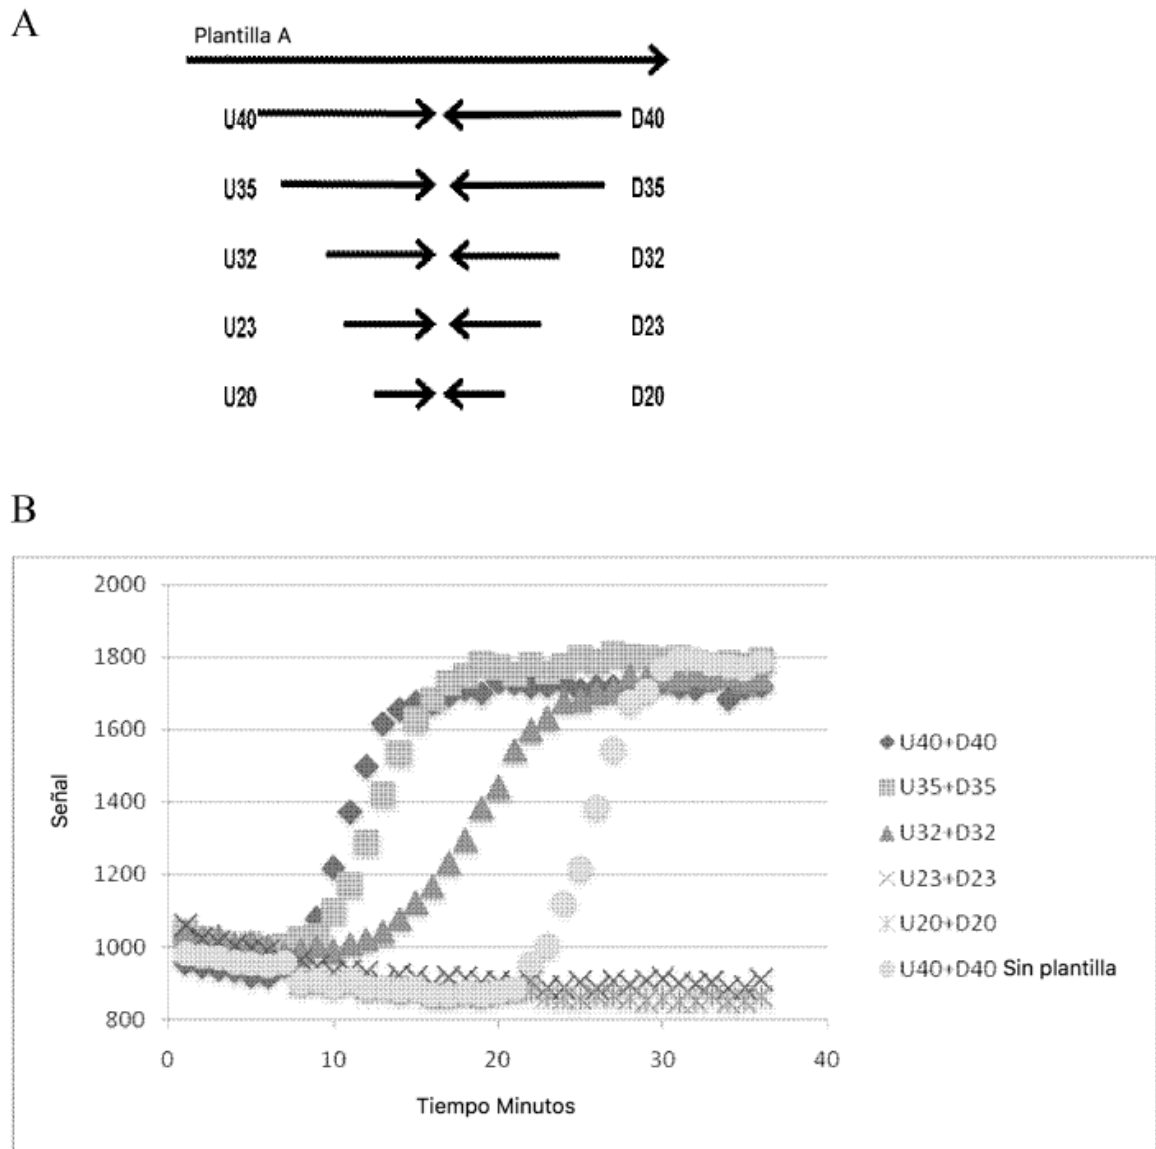 A
Plantilla A
U40 D40
U35 D35
U32 D32
U23 D23
U20 D20
B
2000
1800
1600
1400
1200
1000
800
Señal
0 10 20 30 40
Tiempo Minutos
U40+D40
U35+D35
U32+D32
U23+D23
U20+D20
U40+D40 Sin plantilla